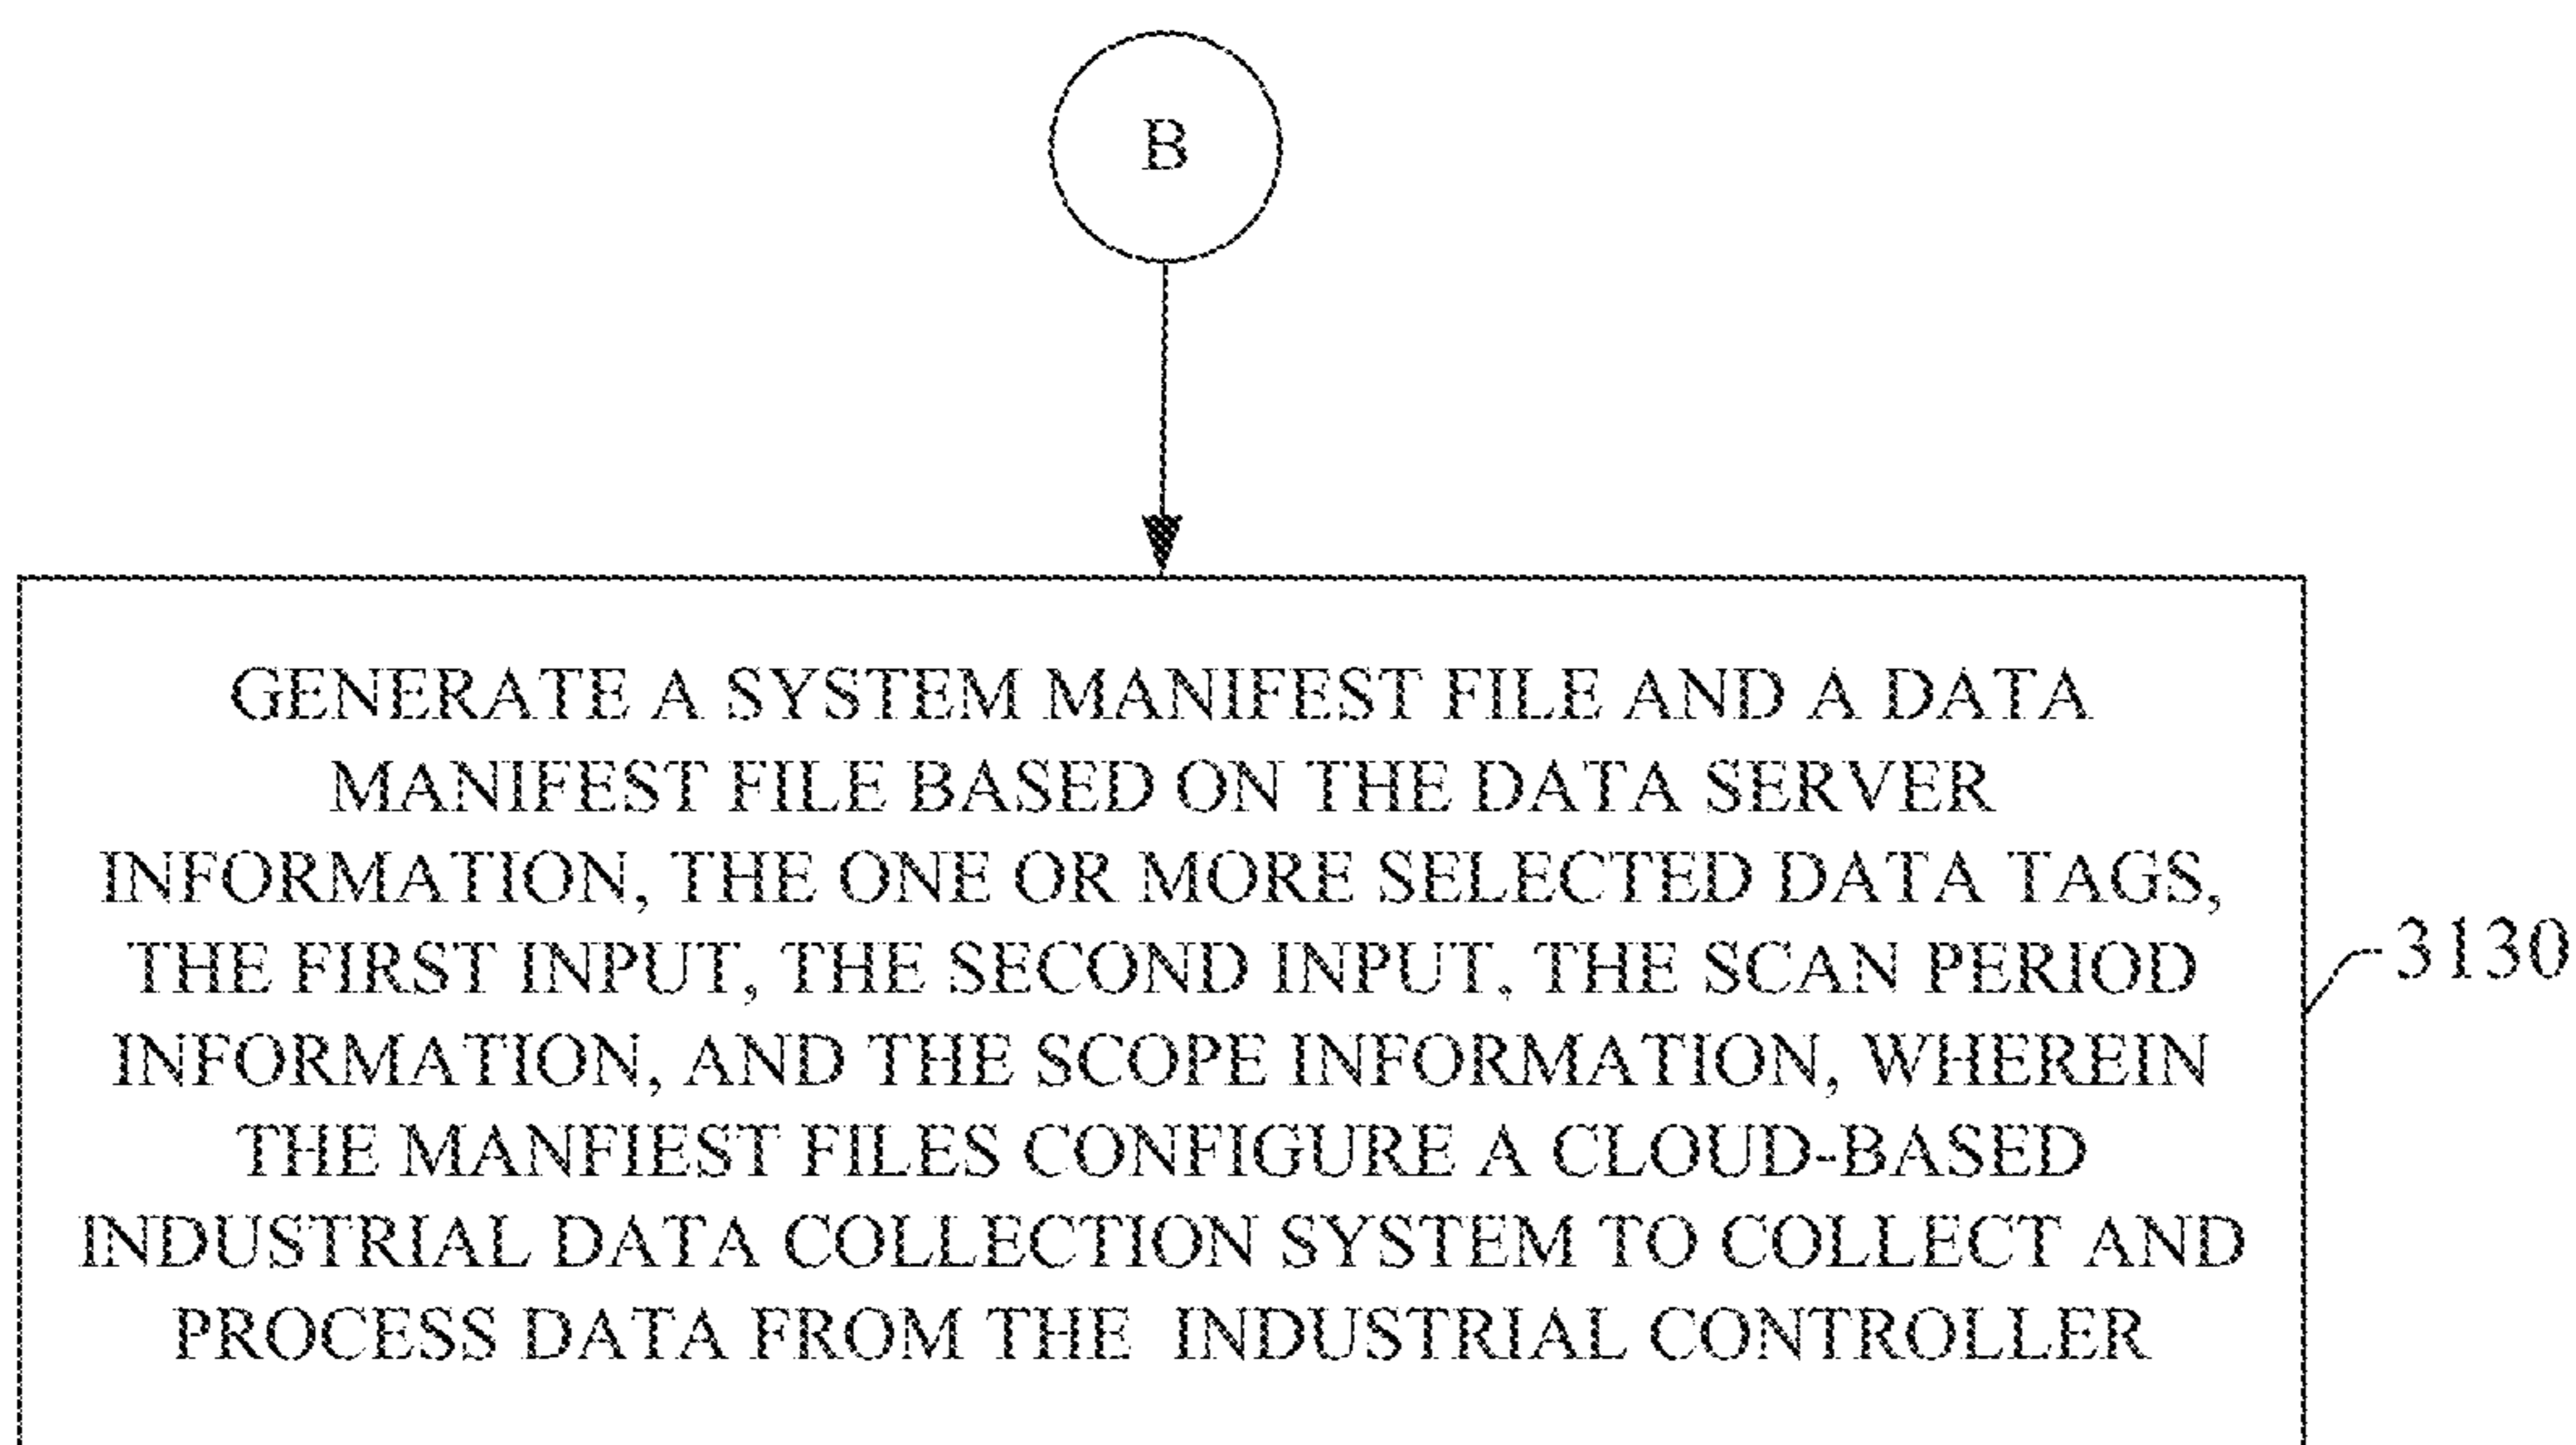 B
GENERATE A SYSTEM MANIFEST FILE AND A DATA
MANIFEST FILE BASED ON THE DATA SERVER
INFORMATION, THE ONE OR MORE SELECTED DATA TAGS,
THE FIRST INPUT, THE SECOND INPUT, THE SCAN PERIOD
INFORMATION, AND THE SCOPE INFORMATION, WHEREIN
THE MANFIEST FILES CONFIGURE A CLOUD-BASED
INDUSTRIAL DATA COLLECTION SYSTEM TO COLLECT AND
PROCESS DATA FROM THE INDUSTRIAL CONTROLLER
3130